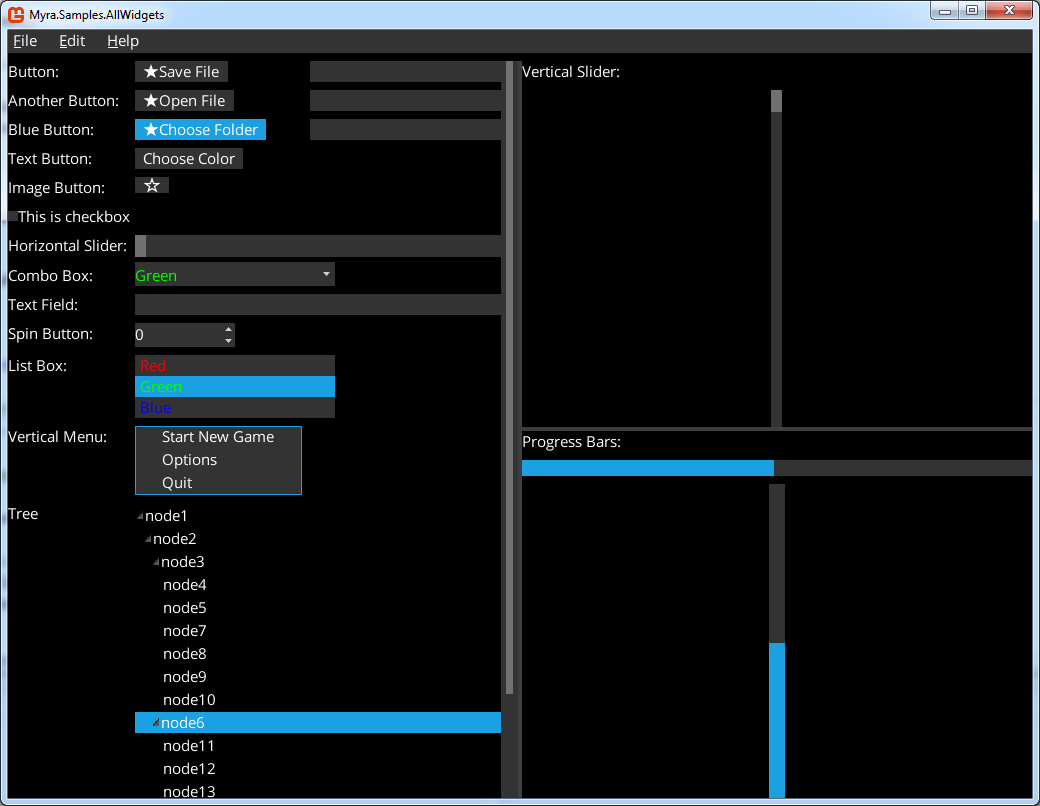 Myra.Samples.AllWidgets
File Edit Help
Button: ★Save File
Another Button: ★Open File
Blue Button: ★Choose Folder
Text Button: Choose Color
Image Button: ☆
This is checkbox
Horizontal Slider:
Combo Box: Green
Text Field:
Spin Button: 0
List Box: Red
Green
Blue
Vertical Menu: Start New Game
Options
Quit
Tree node1
node2
node3
node4
node5
node7
node8
node9
node10
node6
node11
node12
node13
Vertical Slider:
Progress Bars: